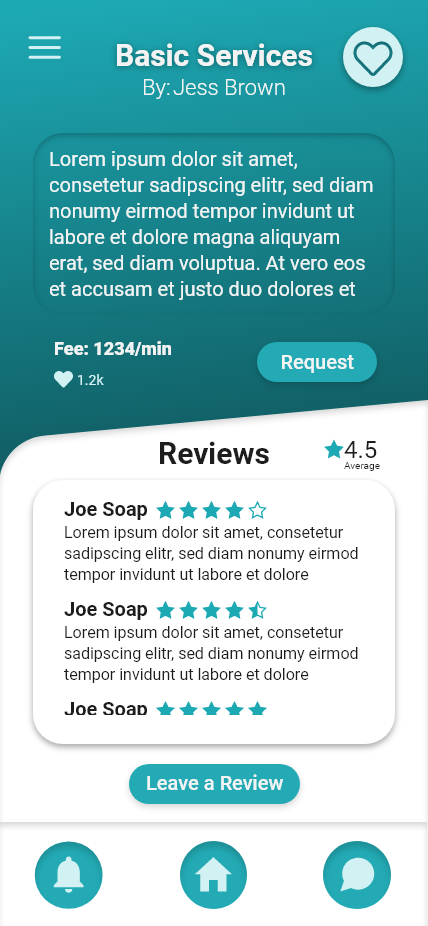 Basic Services
By: Jess Brown
Lorem ipsum dolor sit amet,
consetetur sadipscing elitr, sed diam
nonumy eirmod tempor invidunt ut
labore et dolore magna aliquyam
erat, sed diam voluptua. At vero eos
et accusam et justo duo dolores et
Fee: 1234/min
1.2k
Request
Reviews
4.5
Average
Joe Soap
Lorem ipsum dolor sit amet, consetetur
sadipscing elitr, sed diam nonumy eirmod
tempor invidunt ut labore et dolore
Joe Soap
Lorem ipsum dolor sit amet, consetetur
sadipscing elitr, sed diam nonumy eirmod
tempor invidunt ut labore et dolore
Joe Soap
Leave a Review